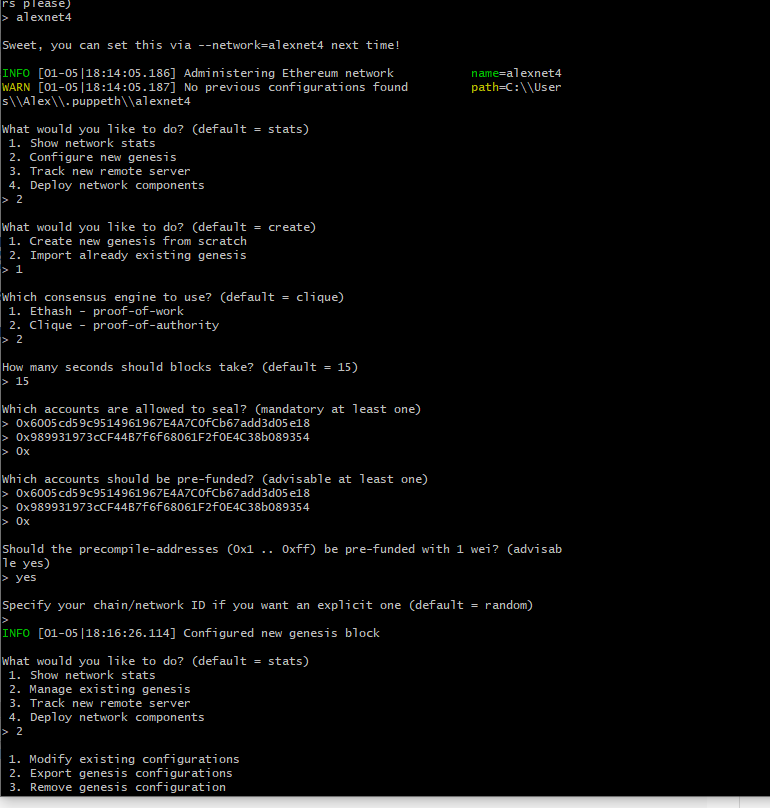 rs please)
> alexnet4
Sweet, you can set this via --network=alexnet4 next time!
INFO [01-05|18:14:05.186] Administering Ethereum network name=alexnet4
WARN [01-05|18:14:05.187] No previous configurations found path=C:\\User
s\\Alex\\.puppeth\\alexnet4
What would you like to do? (default = stats)
1. Show network stats
2. Configure new genesis
3. Track new remote server
4. Deploy network components
> 2
What would you like to do? (default = create)
1. Create new genesis from scratch
2. Import already existing genesis
> 1
Which consensus engine to use? (default = clique)
1. Ethash - proof-of-work
2. Clique - proof-of-authority
> 2
How many seconds should blocks take? (default = 15)
> 15
Which accounts are allowed to seal? (mandatory at least one)
> 0x6005cd59c9514961967E4A7C0fCb67add3d05e18
> 0x989931973cCF44B7f6f68061F2f0E4C38b089354
> 0x
Which accounts should be pre-funded? (advisable at least one)
> 0x6005cd59c9514961967E4A7C0fCb67add3d05e18
> 0x989931973cCF44B7f6f68061F2f0E4C38b089354
> 0x
Should the precompile-addresses (0x1 .. 0xff) be pre-funded with 1 wei? (advisab
le yes)
> yes
Specify your chain/network ID if you want an explicit one (default = random)
>
INFO [01-05|18:16:26.114] Configured new genesis block
What would you like to do? (default = stats)
1. Show network stats
2. Manage existing genesis
3. Track new remote server
4. Deploy network components
> 2
1. Modify existing configurations
2. Export genesis configurations
3. Remove genesis configuration